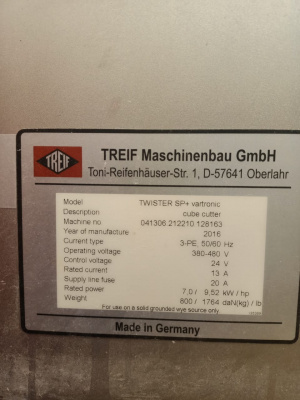 TREIF
TREIF Maschinenbau GmbH
Toni-Reifenhäuser-Str. 1, D-57641 Oberlahr
Model TWISTER SP+ vartronic
Description cube cutter
Machine no. 041306.212210.128163
Year of manufacture 2016
Current type 3-PE, 50/60 Hz
Operating voltage 380-460 V
Control voltage 24 V
Rated current 13 A
Supply line fuse 20 A
Rated power 7,0 / 9,52 kW / hp
Weight 800 / 1764 daN(kg) / lb
For use on a solid grounded wye source only
Made in Germany